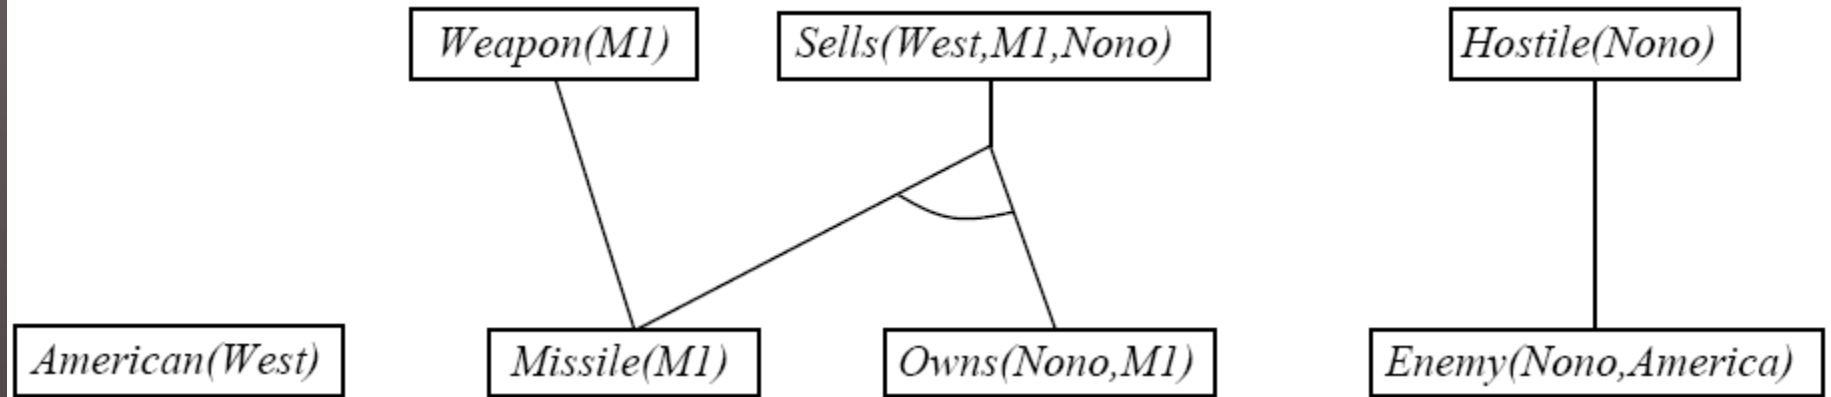 Weapon(M1)
Sells(West,M1,Nono)
Hostile(Nono)
American(West)
Missile(M1)
Owns(Nono,M1)
Enemy(Nono,America)